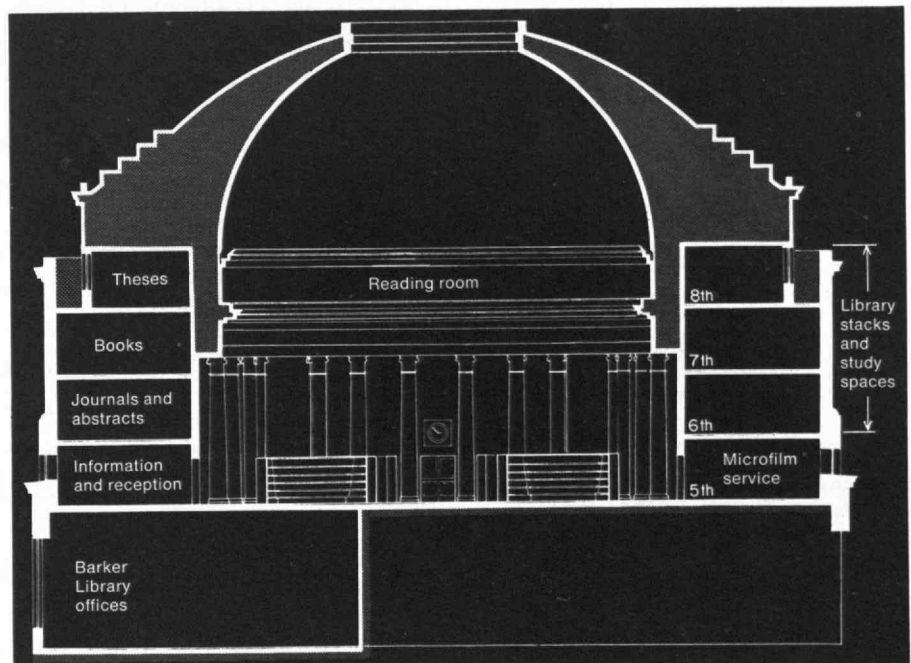 Theses
Reading room
8th
Library
stacks
and
study
spaces
Books
7th
Journals and
abstracts
6th
Information
and reception
Microfilm
service
5th
Barker
Library
offices